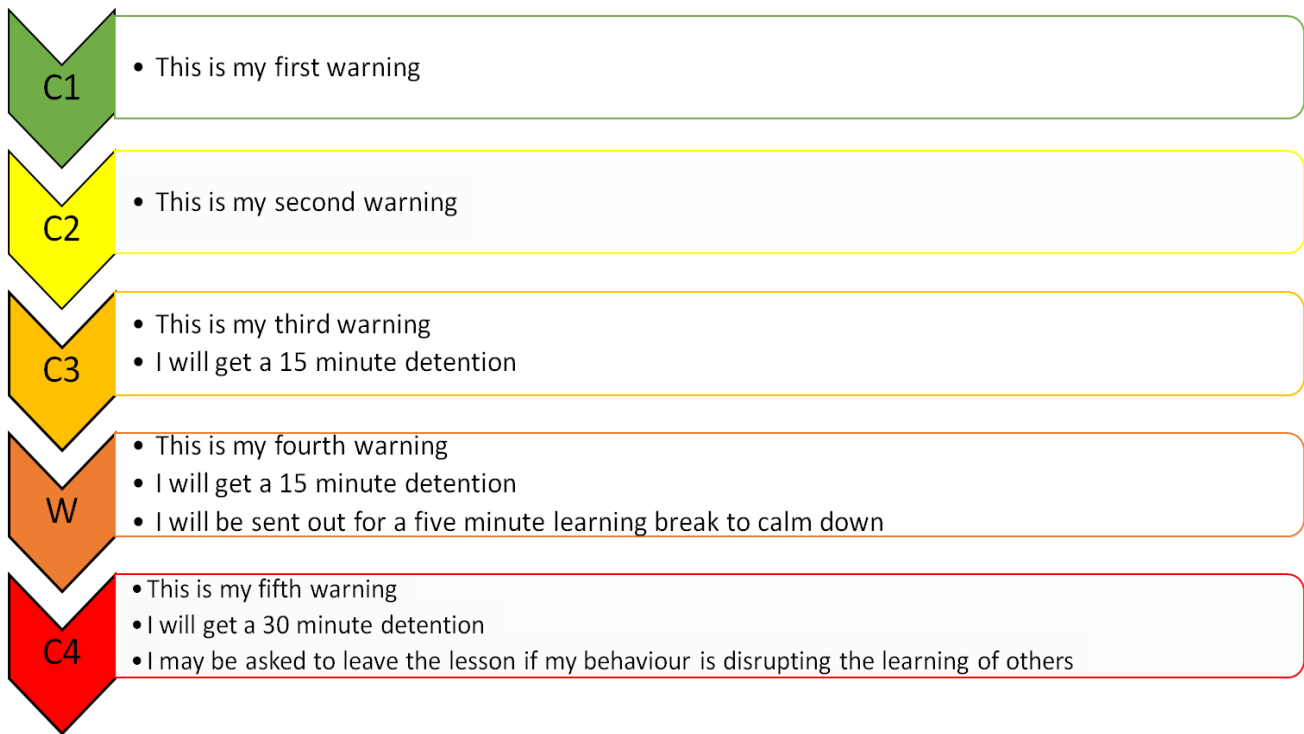 C1
• This is my first warning
C2
• This is my second warning
C3
• This is my third warning
• I will get a 15 minute detention
W
• This is my fourth warning
• I will get a 15 minute detention
• I will be sent out for a five minute learning break to calm down
C4
• This is my fifth warning
• I will get a 30 minute detention
• I may be asked to leave the lesson if my behaviour is disrupting the learning of others